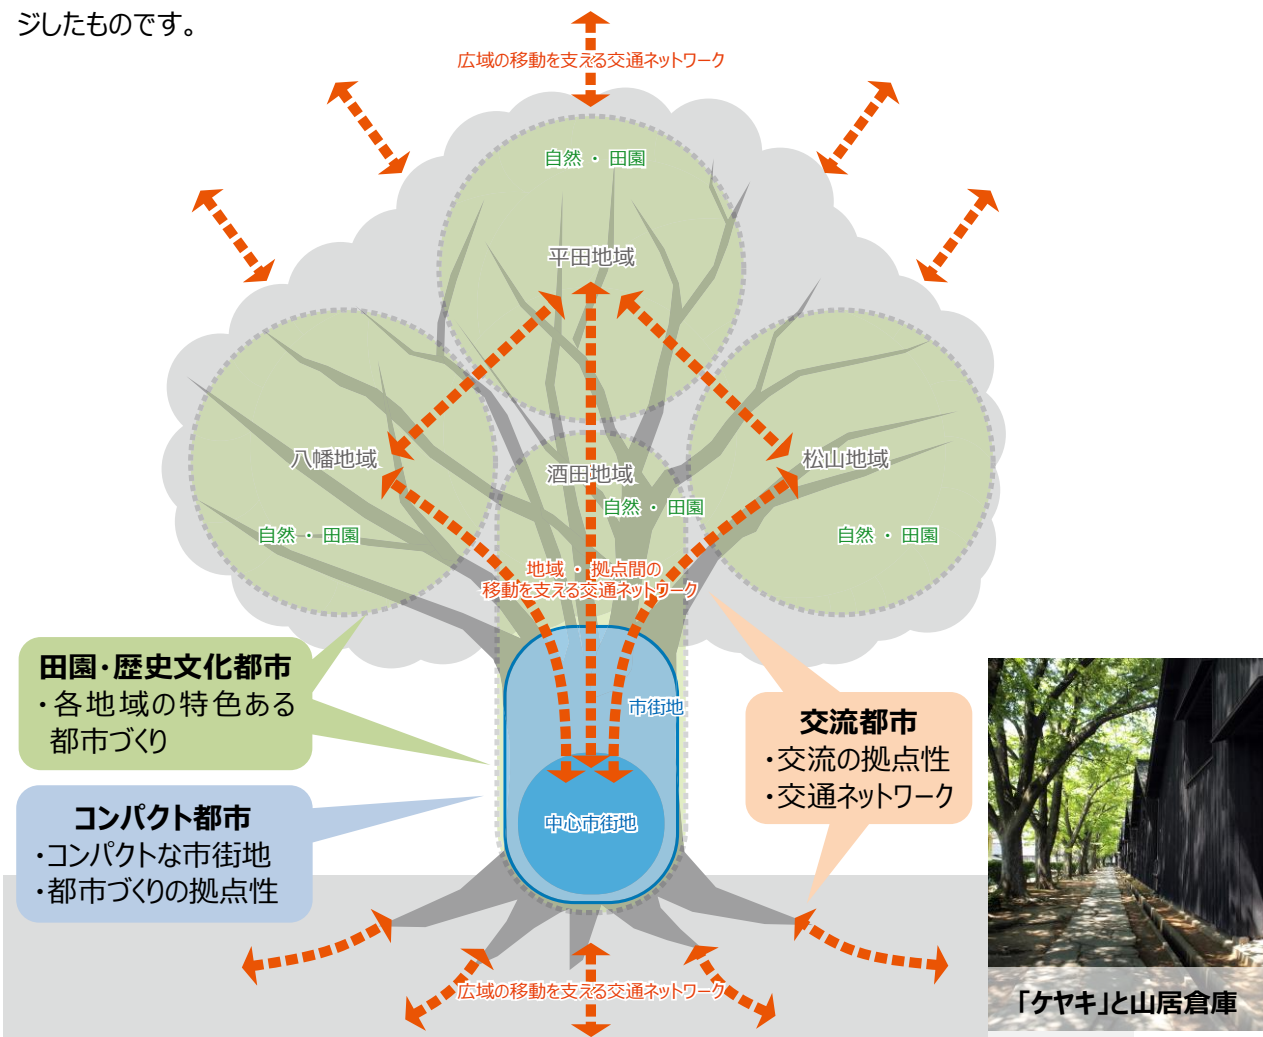 ジしたものです。
広域の移動を支える交通ネットワーク
自然 ・ 田園
平田地域
八幡地域
酒田地域
松山地域
自然 ・ 田園
自然 ・ 田園
自然 ・ 田園
地域 ・ 拠点間の
移動を支える交通ネットワーク
田園・歴史文化都市
・各地域の特色ある
都市づくり
市街地
交流都市
・交流の拠点性
・交通ネットワーク
コンパクト都市
・コンパクトな市街地
・都市づくりの拠点性
中心市街地
広域の移動を支える交通ネットワーク
「ケヤキ」と山居倉庫